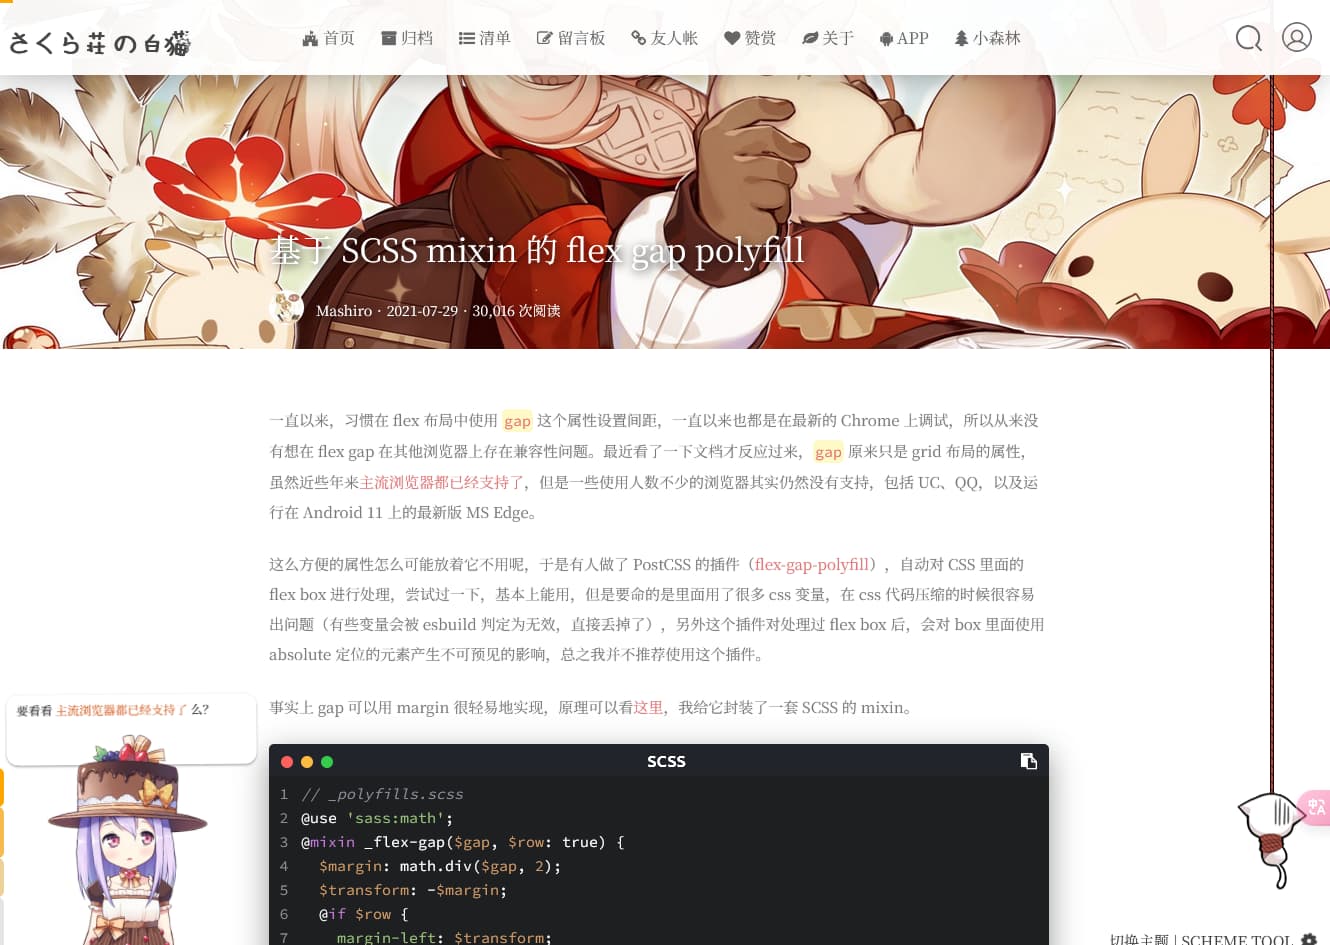 さくら荘の白猫
首页 归档 清单 留言板 友人帐 赞赏 关于 APP 小森林
基于 SCSS mixin 的 flex gap polyfill
Mashiro · 2021-07-29 · 30,016 次阅读
一直以来，习惯在 flex 布局中使用 gap 这个属性设置间距，一直以来也都是在最新的 Chrome 上调试，所以从来没
有想在 flex gap 在其他浏览器上存在兼容性问题。最近看了一下文档才反应过来，gap 原来只是 grid 布局的属性，
虽然近些年来主流浏览器都已经支持了，但是一些使用人数不少的浏览器其实仍然没有支持，包括 UC、QQ，以及运
行在 Android 11 上的最新版 MS Edge。
这么方便的属性怎么可能放着它不用呢，于是有人做了 PostCSS 的插件（flex-gap-polyfill），自动对 CSS 里面的
flex box 进行处理，尝试过一下，基本上能用，但是要命的是里面用了很多 css 变量，在 css 代码压缩的时候很容易
出问题（有些变量会被 esbuild 判定为无效，直接丢掉了），另外这个插件对处理过 flex box 后，会对 box 里面使用
absolute 定位的元素产生不可预见的影响，总之我并不推荐使用这个插件。
事实上 gap 可以用 margin 很轻易地实现，原理可以看这里，我给它封装了一套 SCSS 的 mixin。
要看看 主流浏览器都已经支持了 么？
SCSS
1 // _polyfills.scss
2 @use 'sass:math';
3 @mixin _flex-gap($gap, $row: true) {
4 $margin: math.div($gap, 2);
5 $transform: -$margin;
6 @if $row {
7 margin-left: $transform;
中
A
切换主题 | SCHEME TOOL